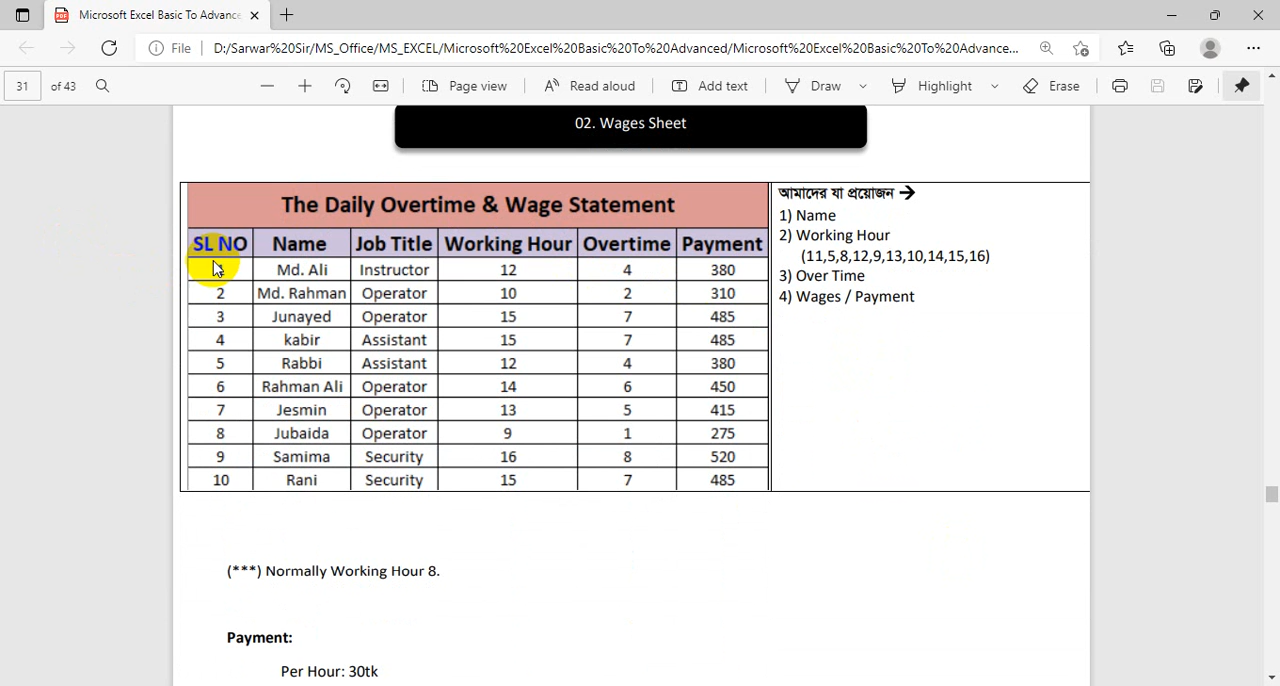 Microsoft Excel Basic To Advance
File
D:/Sarwar%20Sir/MS_Office/MS_EXCEL/Microsoft%20Excel%20Basic%20To%20Advanced/Microsoft%20Excel%20Basic%20To%20Advance...
31 of 43
Page view
Read aloud
Add text
Draw
Highlight
Erase
02. Wages Sheet
The Daily Overtime & Wage Statement
SL NO Name Job Title Working Hour Overtime Payment
Md. Ali Instructor 12 4 380
2 Md. Rahman Operator 10 2 310
3 Junayed Operator 15 7 485
4 kabir Assistant 15 7 485
5 Rabbi Assistant 12 4 380
6 Rahman Ali Operator 14 6 450
7 Jesmin Operator 13 5 415
8 Jubaida Operator 9 1 275
9 Samima Security 16 8 520
10 Rani Security 15 7 485
আমাদের যা প্রয়োজন →
1) Name
2) Working Hour
(11,5,8,12,9,13,10,14,15,16)
3) Over Time
4) Wages / Payment
(***) Normally Working Hour 8.
Payment:
Per Hour: 30tk